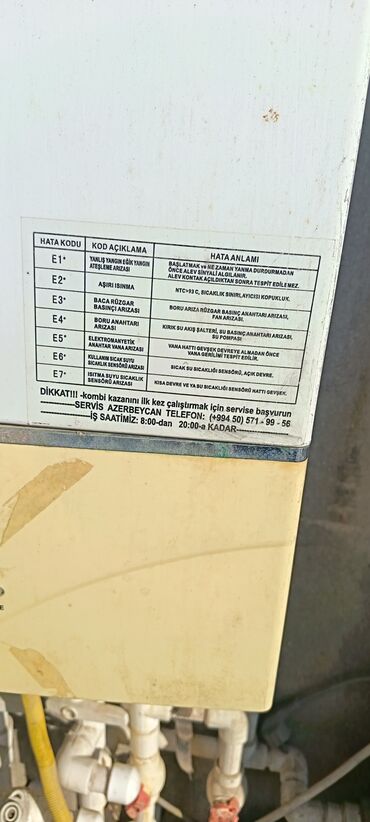 HATA KODU KOD AÇIKLAMA HATA ANLAMI
E1* YANLIŞ YANGIN EĞİK YANGIN ATEŞLEME ARIZASI BAŞLATMAK ve NE ZAMAN YANMA DURDURMADAN ÖNCE ALEV SİNYALİ ALGILANIR. ALEV KONTAK AÇILDIKTAN SONRA TESPİT EDİLEMEZ.
E2* AŞIRI ISINMA NTC>93 C, SICAKLIK SINIRLAYICISI KOPUKLUK.
E3* BACA RÜZGAR BASINÇI ARIZASI BORU ARIZA RÜZGAR BASINÇ ANAHTARI ARIZASI, FAN ARIZASI.
E4* BORU ANAHTARI ARIZASI KIRIK SU AKIŞ ŞALTERİ, SU BASINÇ ANAHTARI ARIZASI, SU POMPASI
E5* ELEKTROMANYETİK ANAHTAR VANA ARIZASI VANA HATTI GEVŞEK DEVREYE ALMADAN ÖNCE VANA GERİLİMİ TESPİT EDİLİR.
E6* KULLANIM SICAK SUYU SICAKLIK SENSÖRÜ ARIZASI SICAK SU SICAKLIK SENSÖRÜ, AÇIK DEVRE.
E7* ISITMA SUYU SICAKLIK SENSÖRÜ ARIZASI KISA DEVRE VE YA SU SICAKLIĞI SENSÖRÜ HATTI GEVŞEK.
DİKKAT!!! -kombi kazanını ilk kez çalıştırmak için servise başvurun
----SERVİS AZERBEYCAN TELEFON: (+994 50) 571 - 99 - 56
----İŞ SAATİMİZ: 8:00-dan 20:00-a KADAR----
E